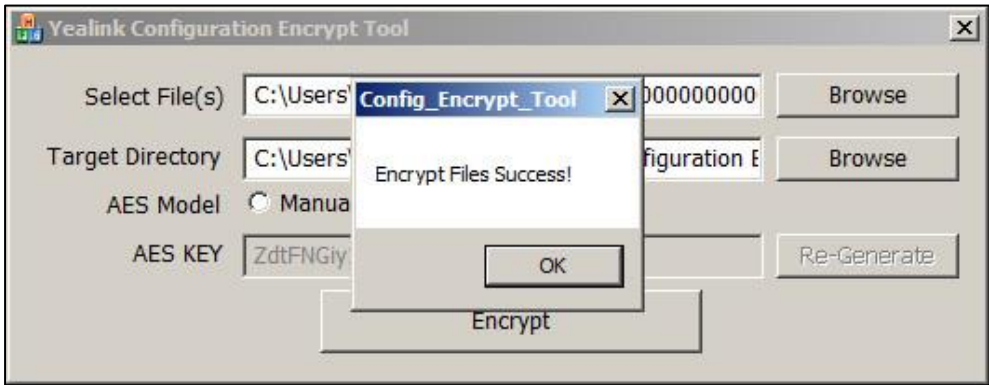 Yealink Configuration Encrypt Tool
Select File(s) C:\Users\ 000000000 Browse
Config_Encrypt_Tool
Target Directory C:\Users\ figuration E Browse
Encrypt Files Success!
AES Model Manua
AES KEY ZdtFNGiy Re-Generate
OK
Encrypt